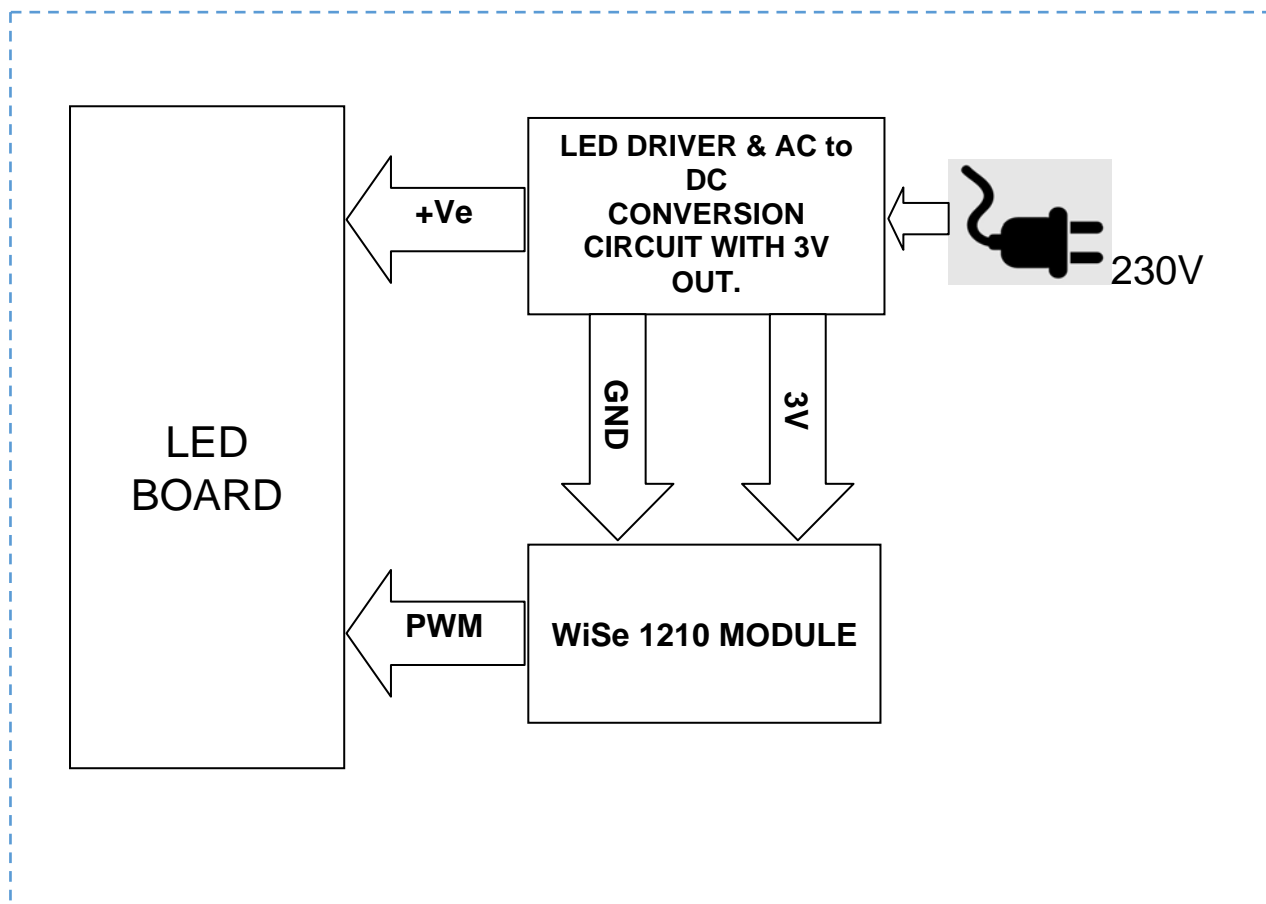 LED DRIVER & AC to
DC
CONVERSION
CIRCUIT WITH 3V
OUT.
+Ve
230V
GND
3V
LED
BOARD
PWM
WiSe 1210 MODULE